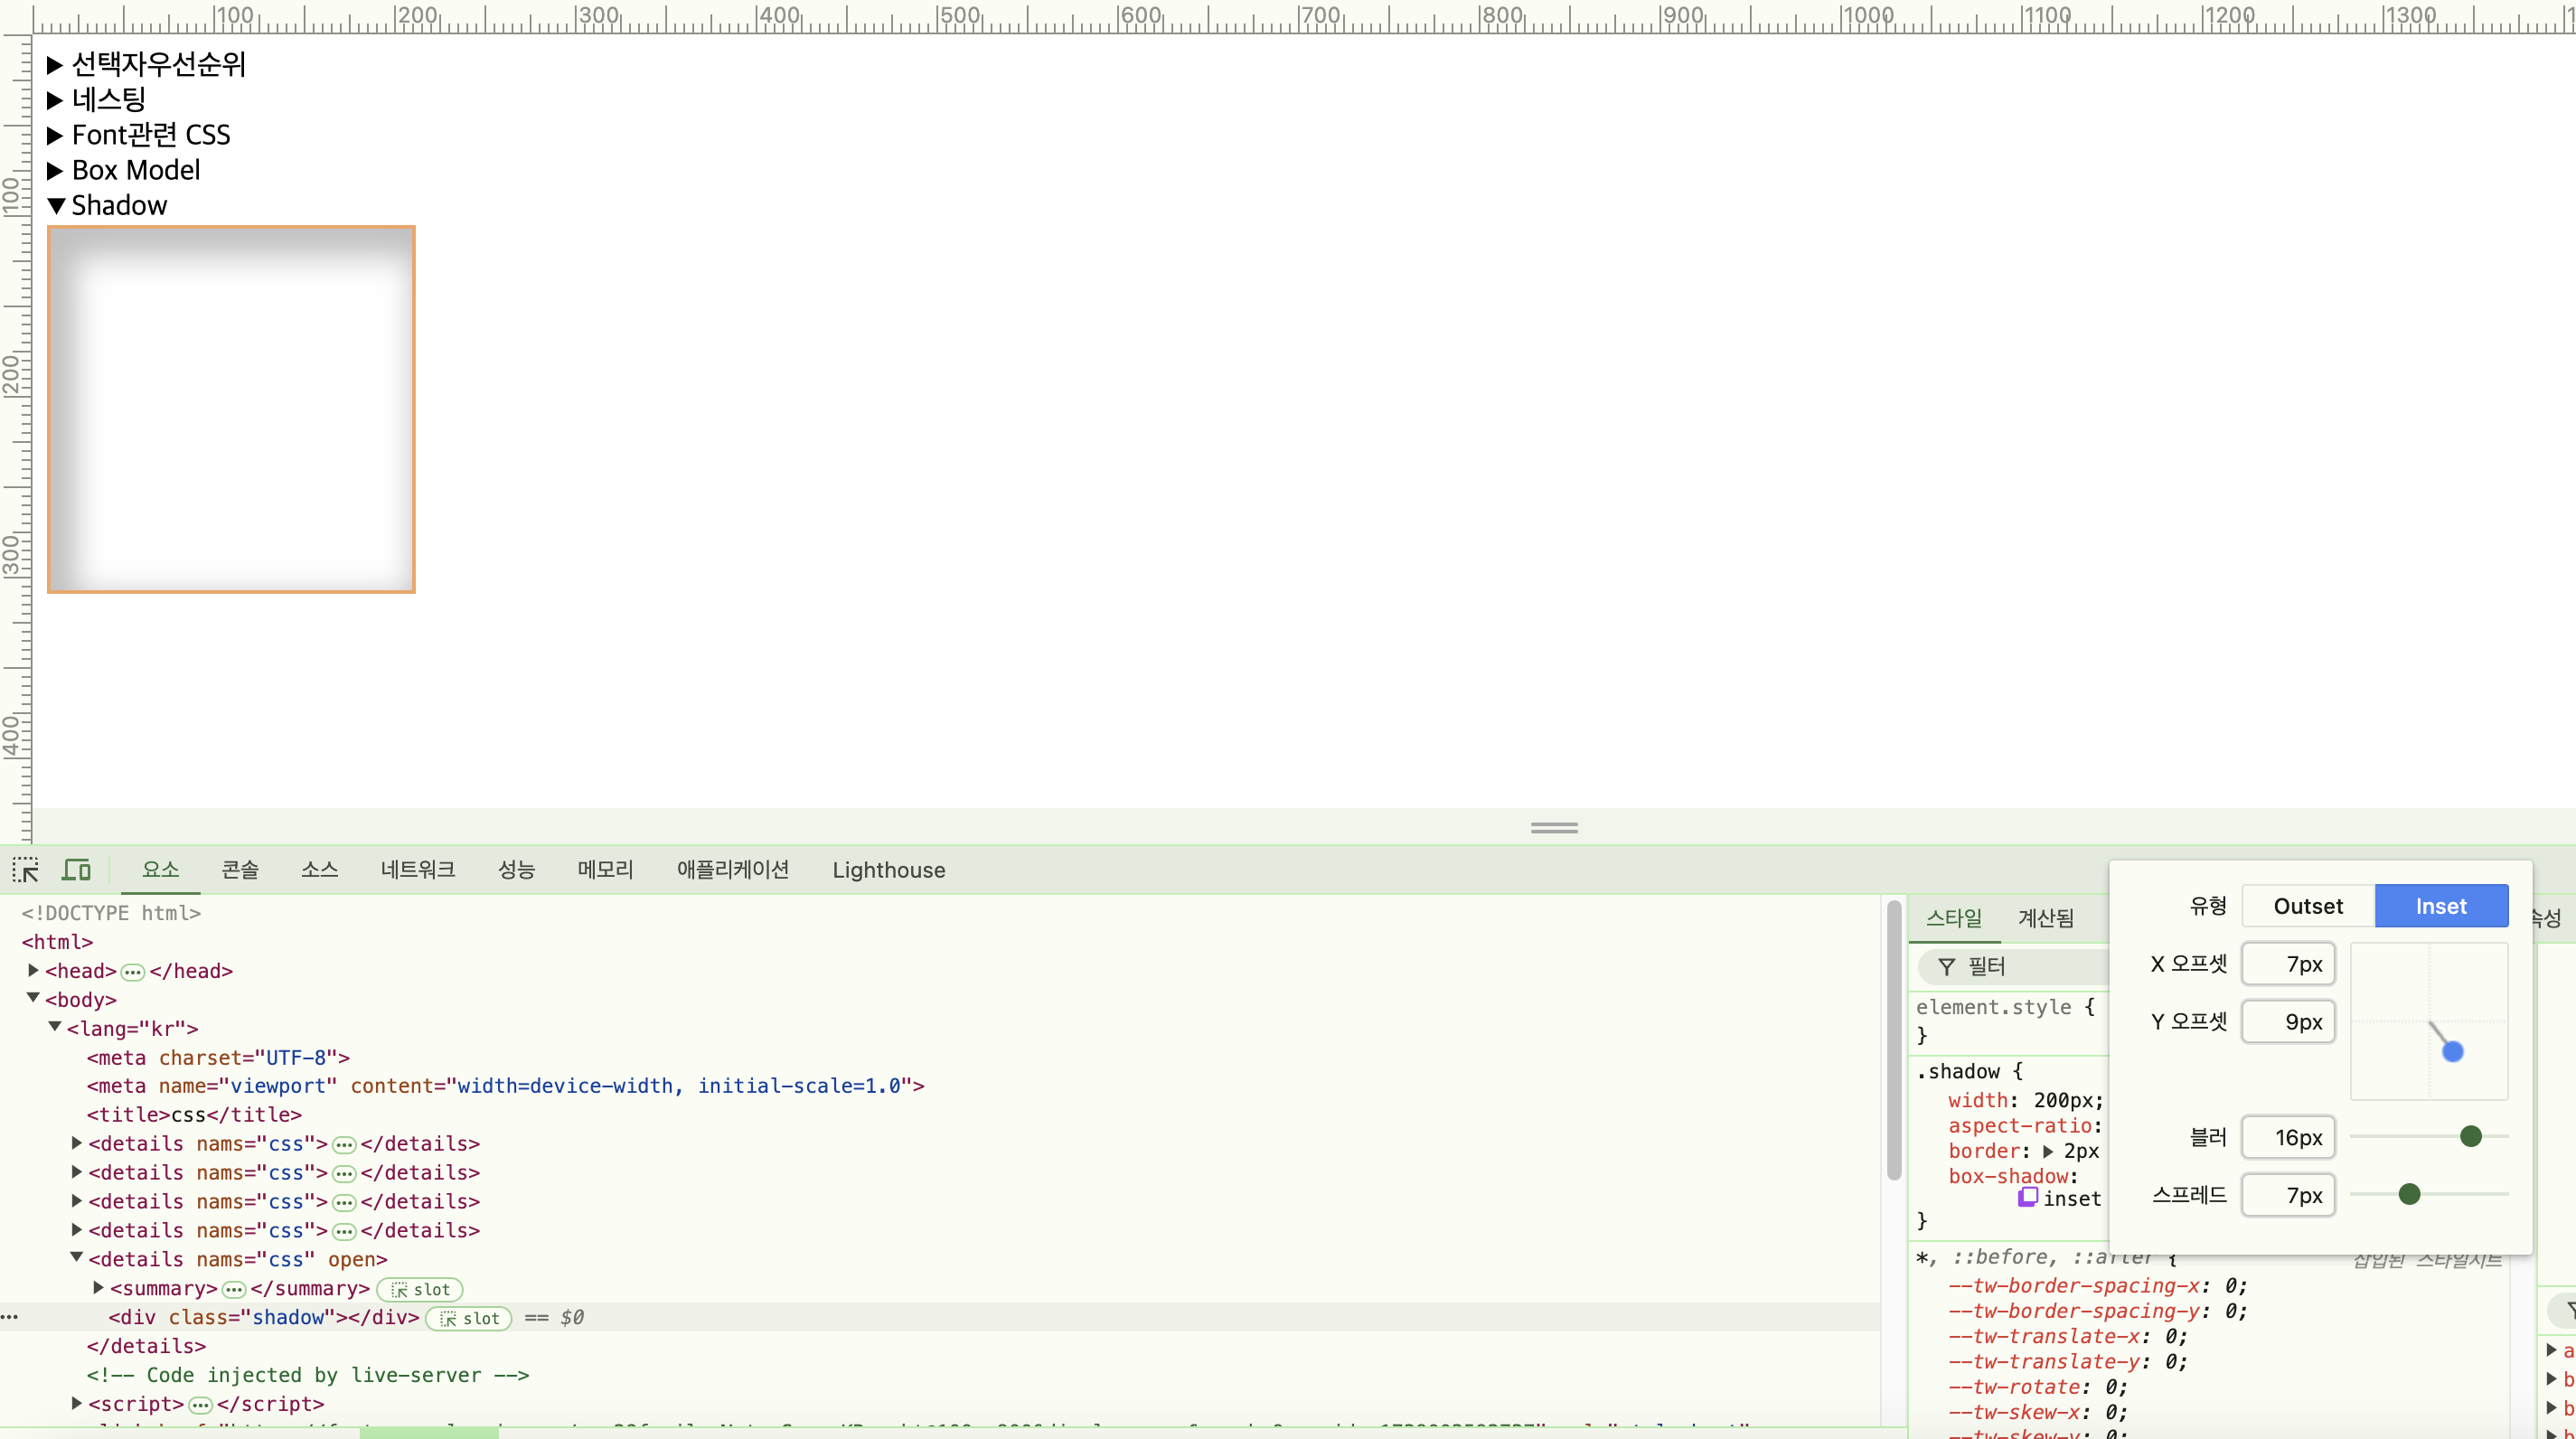 100 200 300 400 500 600 700 800 900 1000 1100 1200 1300
100
200
300
400
▶ 선택자우선순위
▶ 네스팅
▶ Font관련 CSS
▶ Box Model
▼ Shadow
요소 콘솔 소스 네트워크 성능 메모리 애플리케이션 Lighthouse
<!DOCTYPE html>
<html>
▶ <head>…</head>
▼ <body>
▼ <lang="kr">
<meta charset="UTF-8">
<meta name="viewport" content="width=device-width, initial-scale=1.0">
<title>css</title>
▶ <details nams="css">…</details>
▶ <details nams="css">…</details>
▶ <details nams="css">…</details>
▶ <details nams="css">…</details>
▼ <details nams="css" open>
▶ <summary>…</summary> slot
… <div class="shadow"></div> slot == $0
</details>
<!-- Code injected by live-server -->
▶ <script>…</script>
스타일 계산됨
속성
필터
element.style {
}
.shadow {
width: 200px;
aspect-ratio:
border: ▶ 2px
box-shadow:
inset
}
*, ::before, ::after {
삽입된 스타일시트
--tw-border-spacing-x: 0;
--tw-border-spacing-y: 0;
--tw-translate-x: 0;
--tw-translate-y: 0;
--tw-rotate: 0;
--tw-skew-x: 0;
--tw-skew-y: 0;
유형 Outset Inset
X 오프셋 7px
Y 오프셋 9px
블러 16px
스프레드 7px
▶ a
▶ b
▶ b
▶ b